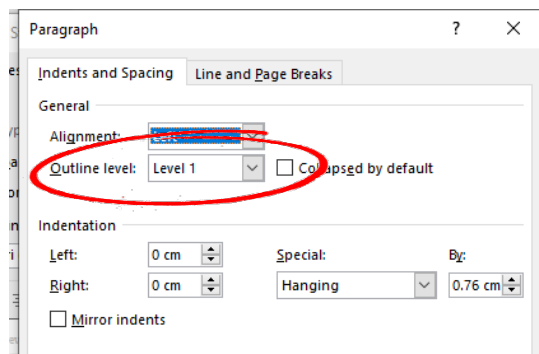 Paragraph ?
Indents and Spacing Line and Page Breaks
General
Alignment:
Outline level: Level 1 Collapsed by default
Indentation
Left: 0 cm Special: By:
Right: 0 cm Hanging 0.76 cm
Mirror indents